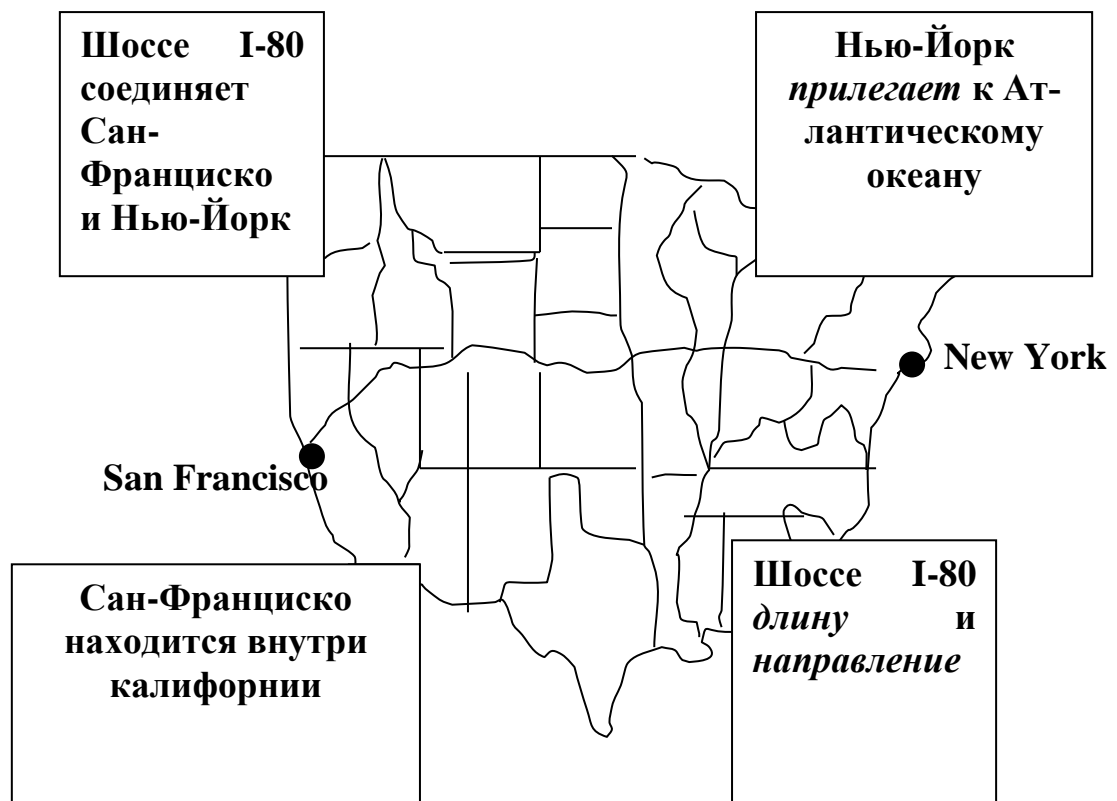 Шоссе I-80
соединяет
Сан-
Франциско
и Нью-Йорк
Нью-Йорк
прилегает к Ат-
лантическому
океану
New York
San Francisco
Сан-Франциско
находится внутри
калифорнии
Шоссе I-80
длину и
направление